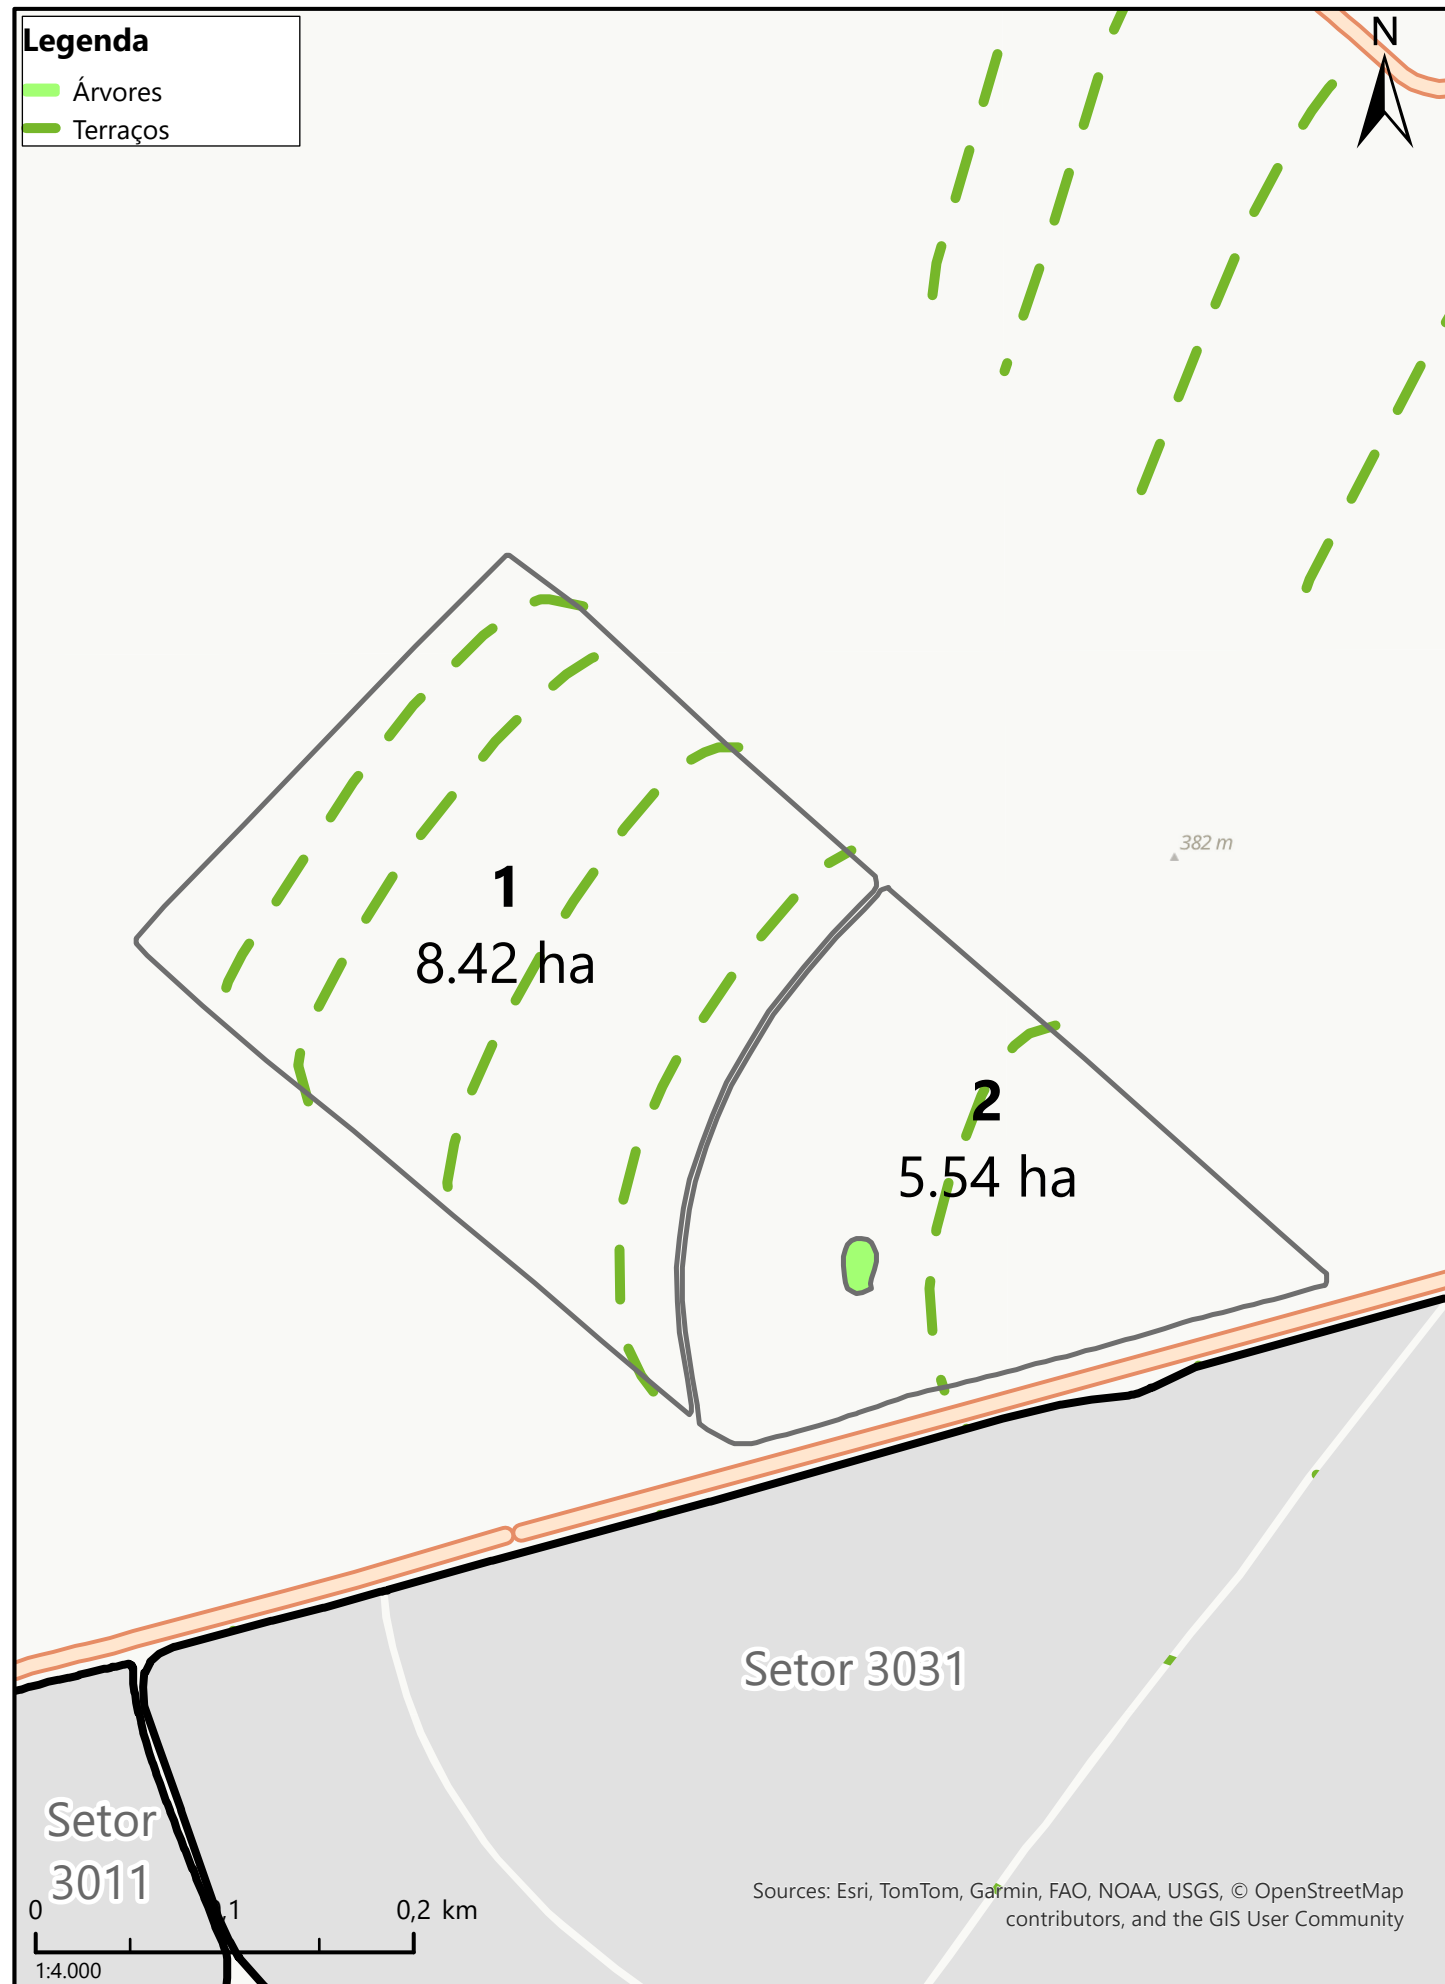 Legenda
Árvores
Terraços
N
382 m
1
8.42 ha
2
5.54 ha
Setor 3031
Setor
3011
0 0,1 0,2 km
1:4.000
Sources: Esri, TomTom, Garmin, FAO, NOAA, USGS, © OpenStreetMap
contributors, and the GIS User Community